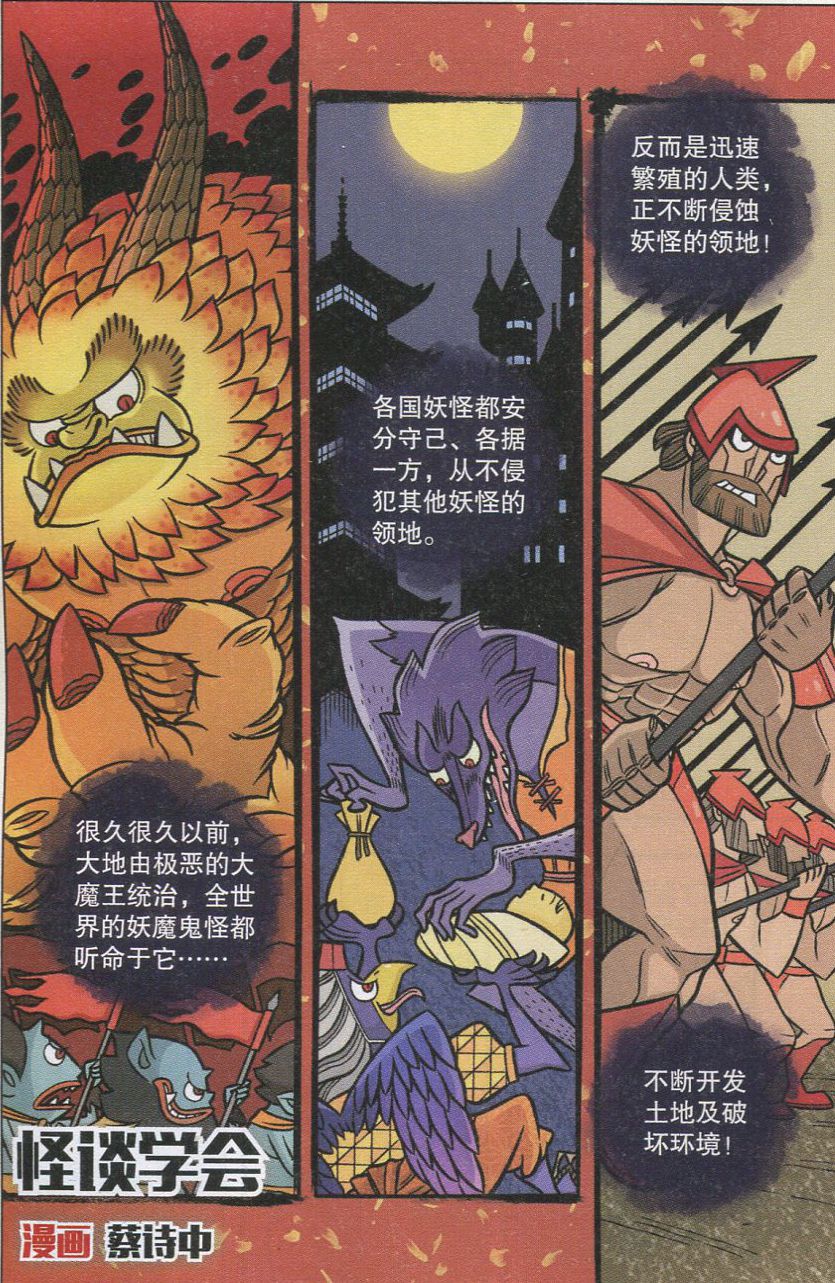 很久很久以前，
大地由极恶的大
魔王统治，全世
界的妖魔鬼怪都
听命于它……
各国妖怪都安
分守己、各据
一方，从不侵
犯其他妖怪的
领地。
反而是迅速
繁殖的人类，
正不断侵蚀
妖怪的领地！
不断开发
土地及破
坏环境！
怪谈学会
漫画 蔡诗中